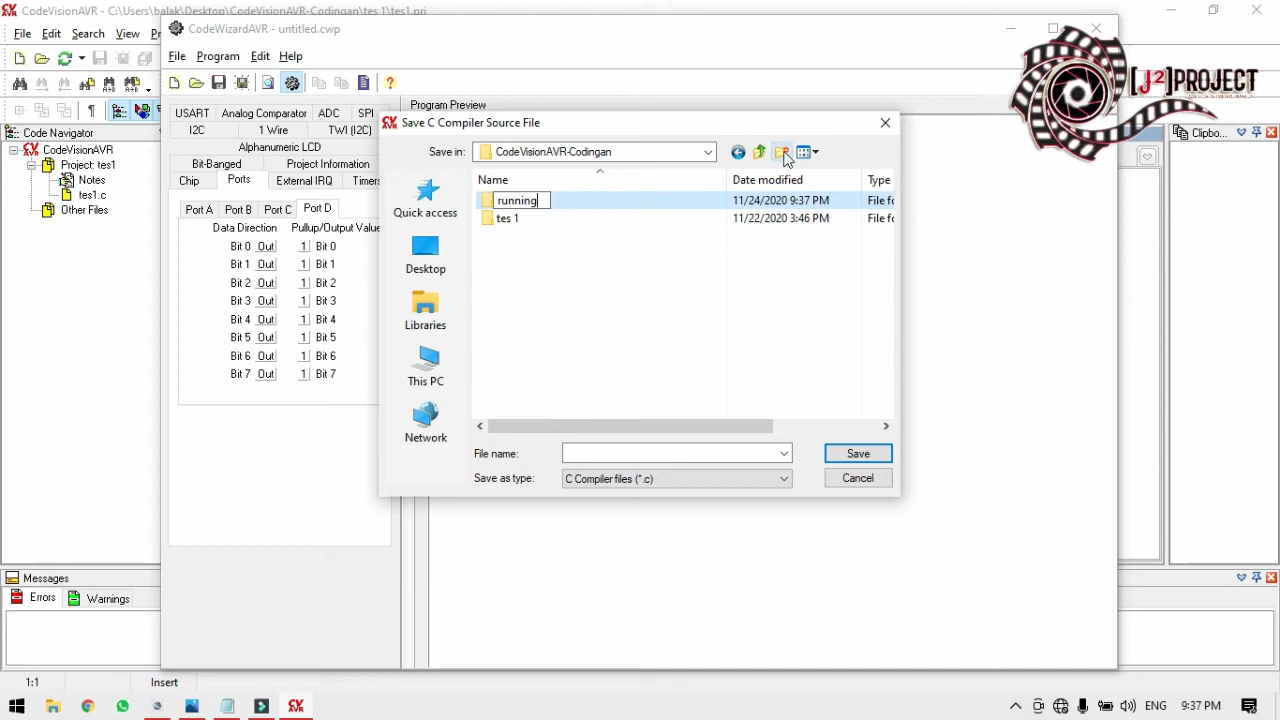 CodeVisionAVR - C:\Users\balak\Desktop\CodeVisionAVR-Codingan\tes 1\tes1.prj
File Edit Search View P
CodeWizardAVR - untitled.cwp
File Program Edit Help
[J²]PROJECT
USART Analog Comparator ADC SPI
I2C 1 Wire TWI (I2C)
Alphanumeric LCD
Bit-Banged Project Information
Chip Ports External IRQ Timers
Port A Port B Port C Port D
Data Direction Pullup/Output Value
Bit 0 Out 1 Bit 0
Bit 1 Out 1 Bit 1
Bit 2 Out 1 Bit 2
Bit 3 Out 1 Bit 3
Bit 4 Out 1 Bit 4
Bit 5 Out 1 Bit 5
Bit 6 Out 1 Bit 6
Bit 7 Out 1 Bit 7
Program Preview
Code Navigator
CodeVisionAVR
Project: tes1
Notes
tes1.c
Other Files
Clipbo..
Save C Compiler Source File
Save in: CodeVisionAVR-Codingan
Name Date modified Type
running 11/24/2020 9:37 PM File fo
tes 1 11/22/2020 3:46 PM File fo
Quick access
Desktop
Libraries
This PC
Network
File name: Save
Save as type: C Compiler files (*.c) Cancel
Messages
Errors Warnings
1:1 Insert
ENG 9:37 PM